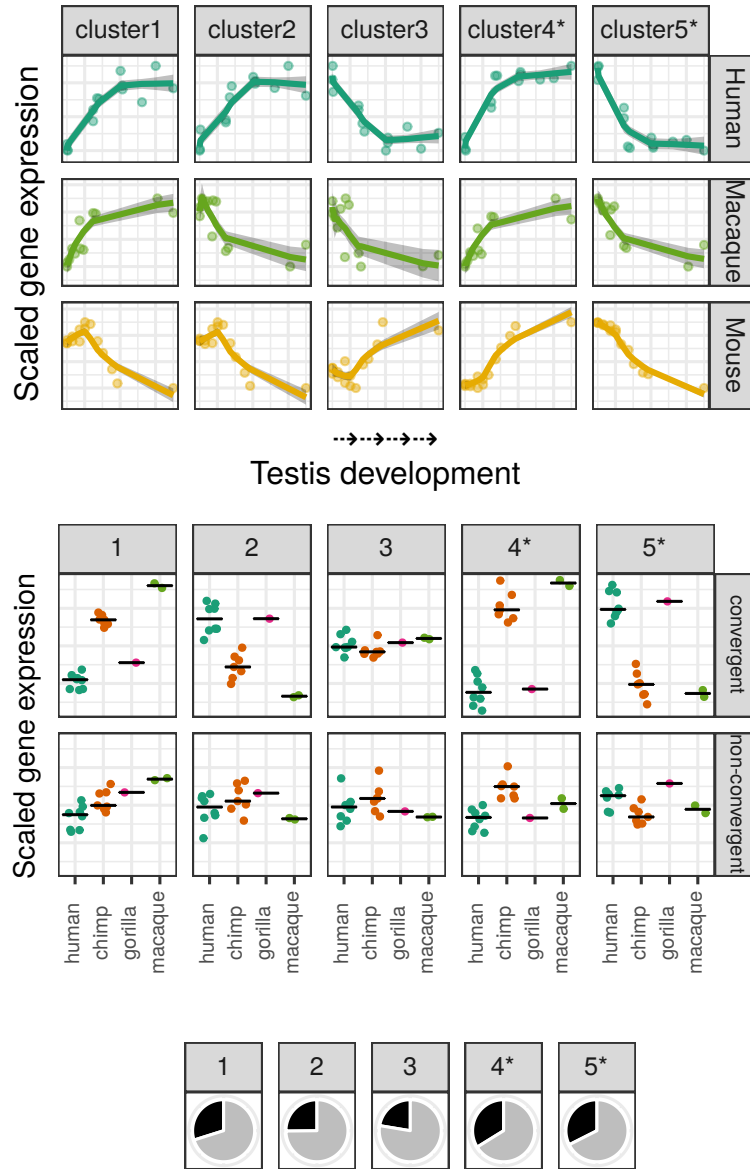 cluster1 cluster2 cluster3 cluster4* cluster5*
Scaled gene expression
Human
Macaque
Mouse
Testis development
1 2 3 4* 5*
Scaled gene expression
convergent
non-convergent
human chimp gorilla macaque human chimp gorilla macaque human chimp gorilla macaque human chimp gorilla macaque human chimp gorilla macaque
1 2 3 4* 5*